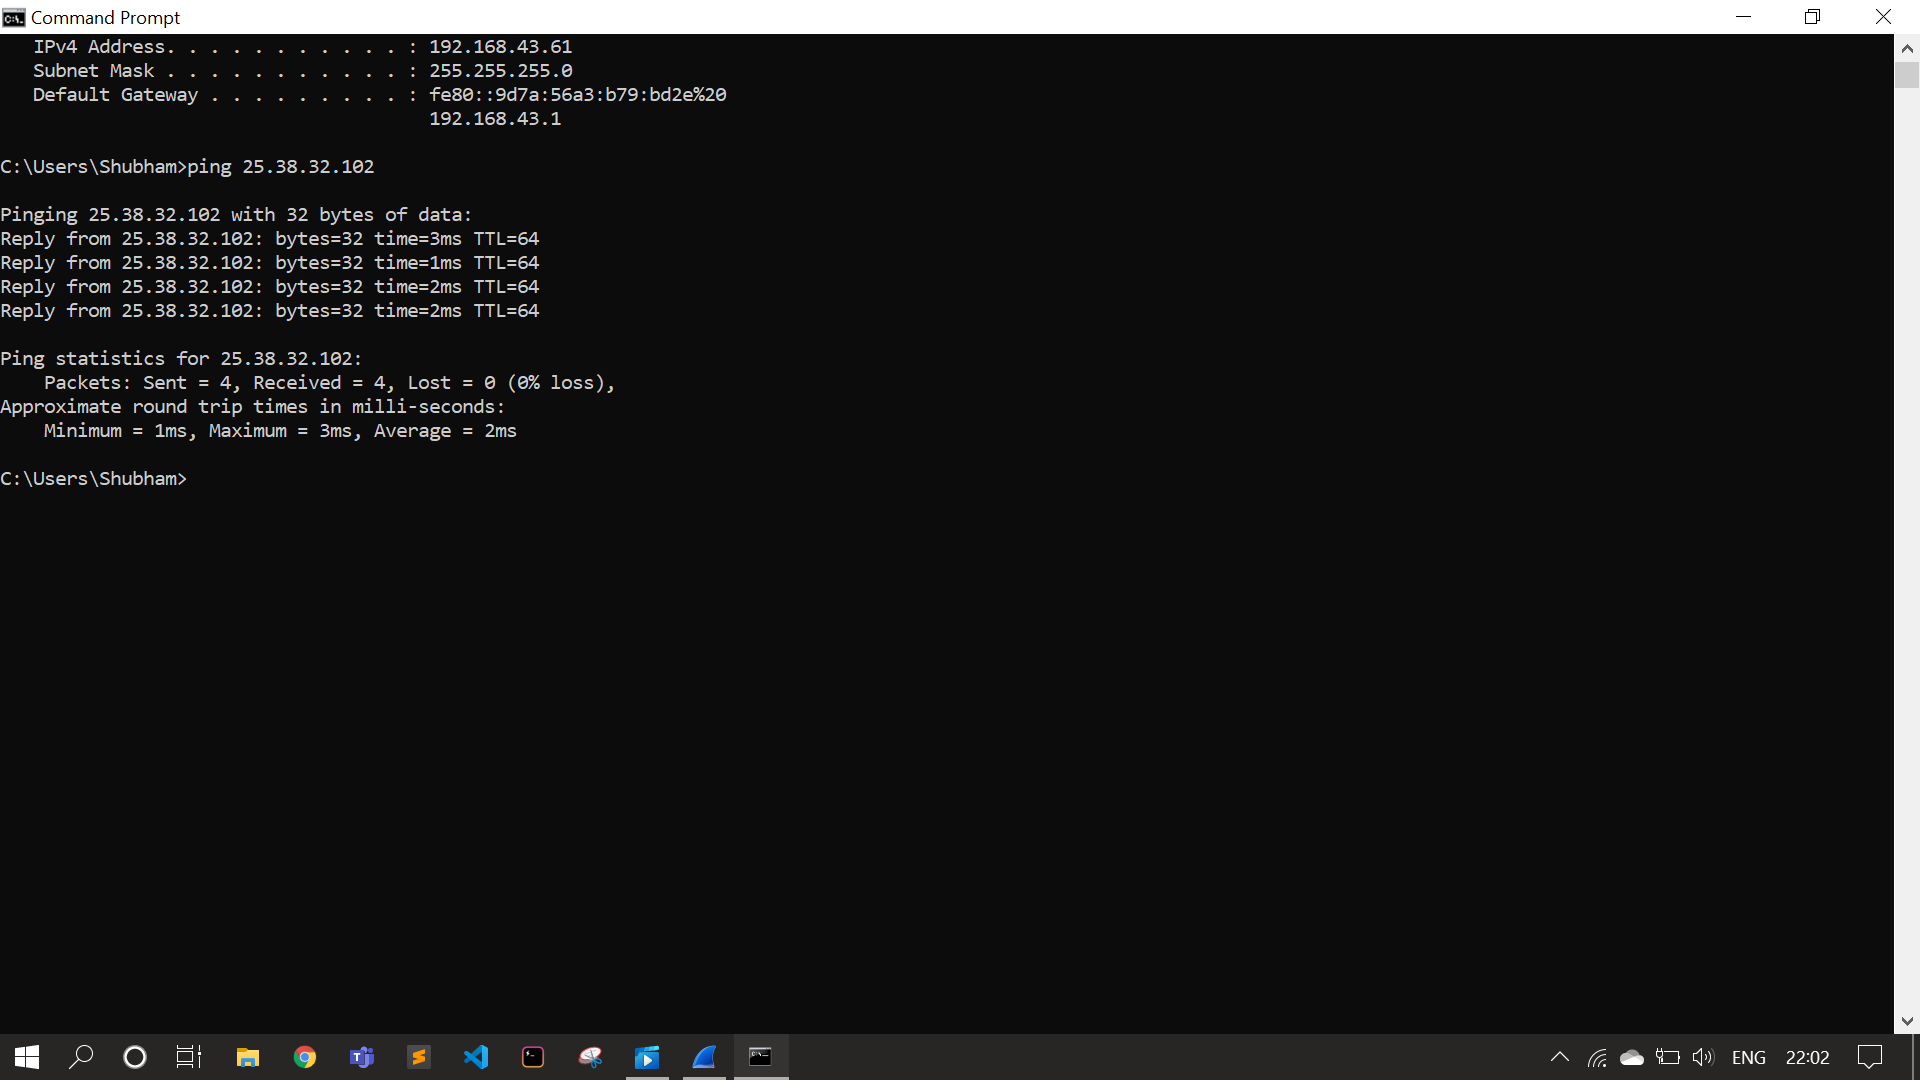 Command Prompt
IPv4 Address. . . . . . . . . . . : 192.168.43.61
Subnet Mask . . . . . . . . . . . : 255.255.255.0
Default Gateway . . . . . . . . . : fe80::9d7a:56a3:b79:bd2e%20
192.168.43.1
C:\Users\Shubham>ping 25.38.32.102
Pinging 25.38.32.102 with 32 bytes of data:
Reply from 25.38.32.102: bytes=32 time=3ms TTL=64
Reply from 25.38.32.102: bytes=32 time=1ms TTL=64
Reply from 25.38.32.102: bytes=32 time=2ms TTL=64
Reply from 25.38.32.102: bytes=32 time=2ms TTL=64
Ping statistics for 25.38.32.102:
Packets: Sent = 4, Received = 4, Lost = 0 (0% loss),
Approximate round trip times in milli-seconds:
Minimum = 1ms, Maximum = 3ms, Average = 2ms
C:\Users\Shubham>
ENG 22:02